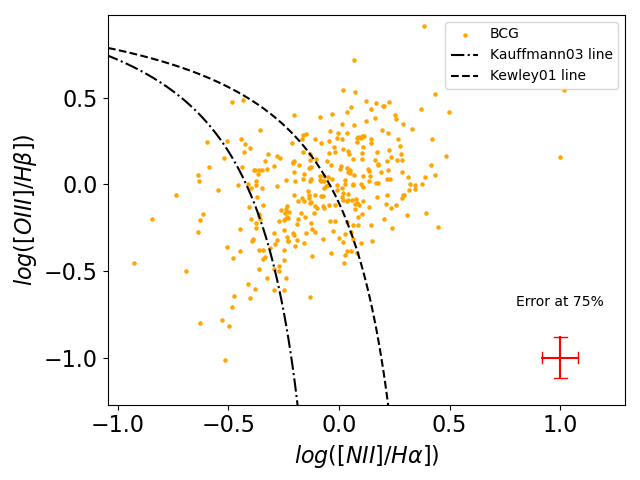 BCG
Kauffmann03 line
Kewley01 line
0.5
0.0
−0.5
−1.0
log([OIII]/Hβ])
Error at 75%
−1.0 −0.5 0.0 0.5 1.0
log([NII]/Hα])